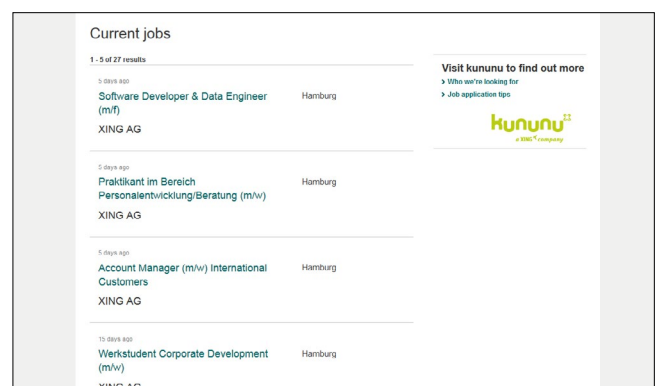 Current jobs
1 - 5 of 27 results
5 days ago
Software Developer & Data Engineer
(m/f)
Hamburg
XING AG
5 days ago
Praktikant im Bereich
Personalentwicklung/Beratung (m/w)
Hamburg
XING AG
5 days ago
Account Manager (m/w) International
Customers
Hamburg
XING AG
15 days ago
Werkstudent Corporate Development
(m/w)
Hamburg
XING AG
Visit kununu to find out more
Who we're looking for
Job application tips
kununu
a XING company